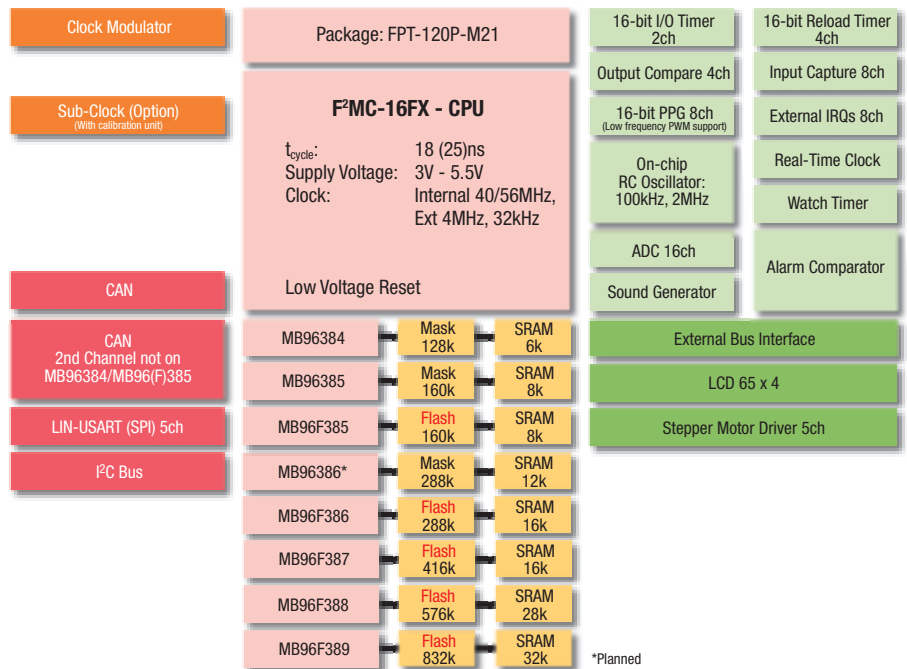 Clock Modulator
Sub-Clock (Option)
(With calibration unit)
CAN
CAN
2nd Channel not on
MB96384/MB96(F)385
LIN-USART (SPI) 5ch
I²C Bus
Package: FPT-120P-M21
F²MC-16FX - CPU
tcycle: 18 (25)ns
Supply Voltage: 3V - 5.5V
Clock: Internal 40/56MHz,
Ext 4MHz, 32kHz
Low Voltage Reset
MB96384 Mask 128k SRAM 6k
MB96385 Mask 160k SRAM 8k
MB96F385 Flash 160k SRAM 8k
MB96386* Mask 288k SRAM 12k
MB96F386 Flash 288k SRAM 16k
MB96F387 Flash 416k SRAM 16k
MB96F388 Flash 576k SRAM 28k
MB96F389 Flash 832k SRAM 32k
16-bit I/O Timer
2ch
16-bit Reload Timer
4ch
Output Compare 4ch
Input Capture 8ch
16-bit PPG 8ch
(Low frequency PWM support)
External IRQs 8ch
On-chip
RC Oscillator:
100kHz, 2MHz
Real-Time Clock
Watch Timer
ADC 16ch
Alarm Comparator
Sound Generator
External Bus Interface
LCD 65 x 4
Stepper Motor Driver 5ch
*Planned